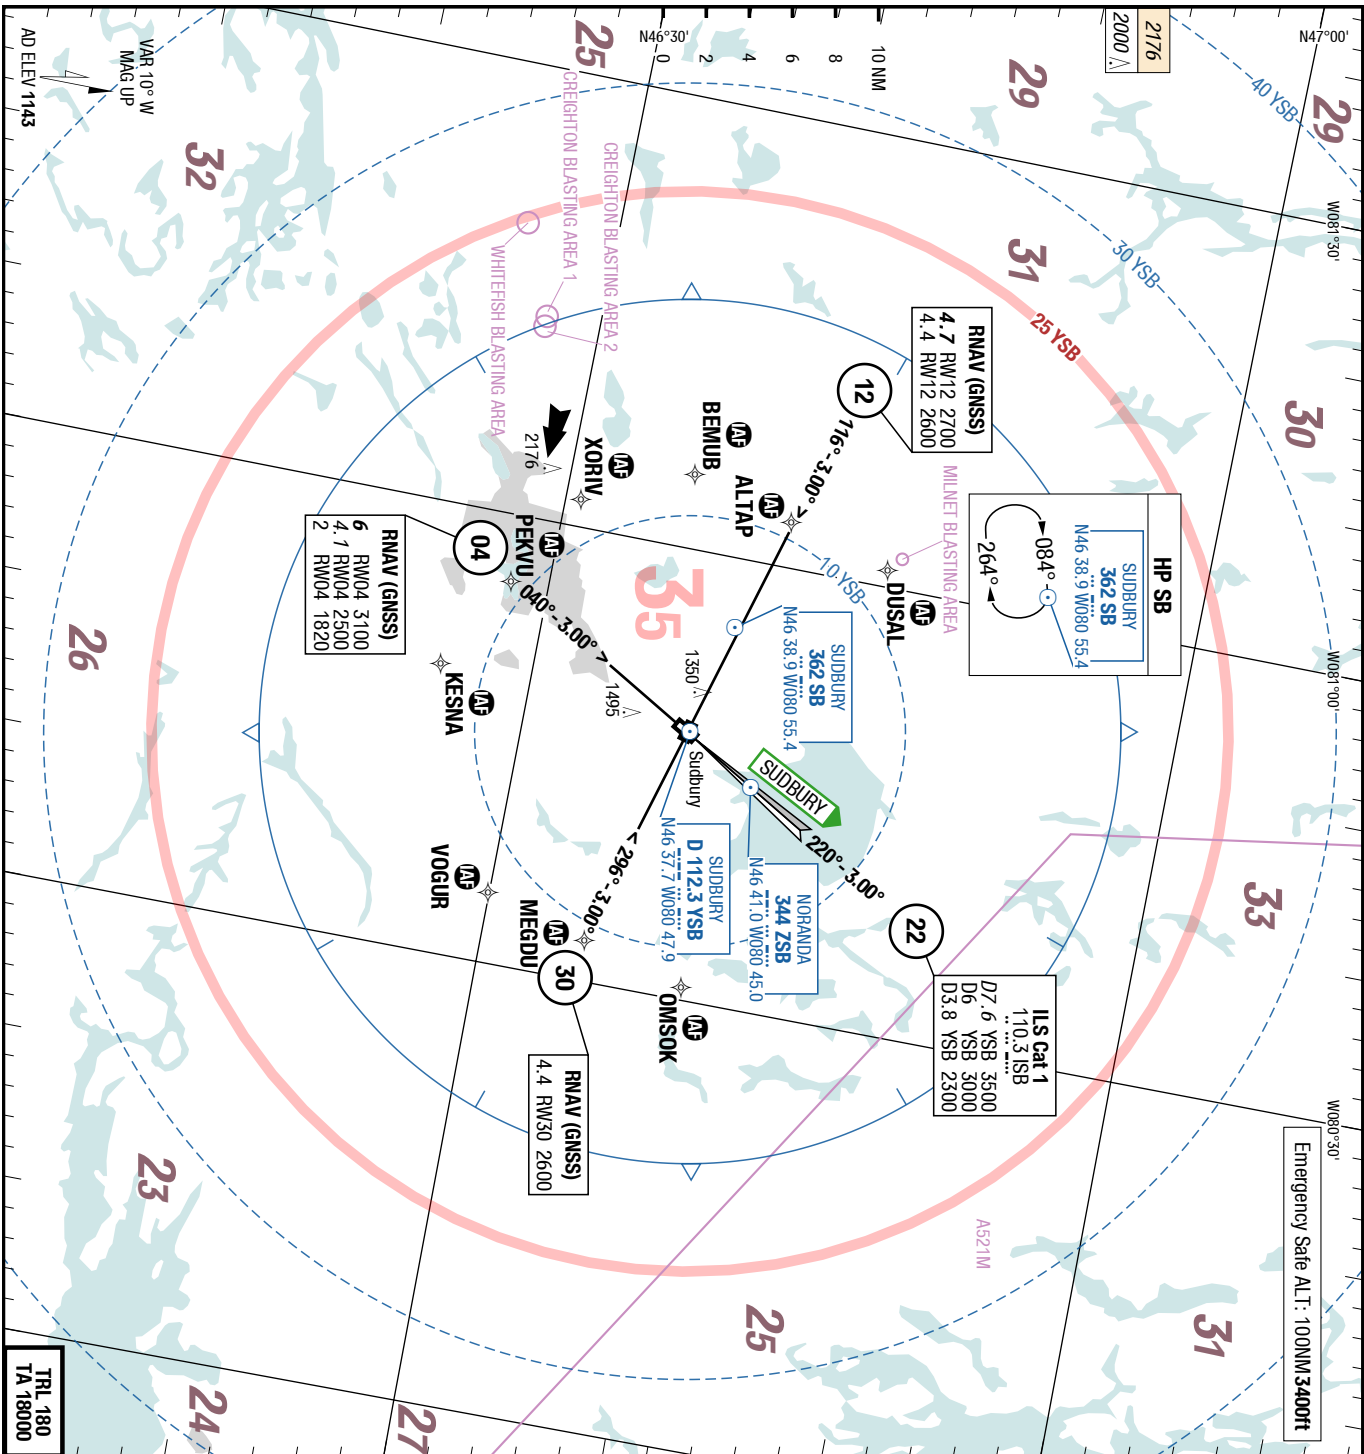 2176
2000
N47°00'
N46°30'
0
2
4
6
8
10 NM
VAR 10° W
MAG UP
AD ELEV 1143
W081°30'
W081°00'
W080°30'
40 YSB
30 YSB
25 YSB
10 YSB
29
29
25
32
31
30
33
35
26
31
25
23
24
27
CREIGHTON BLASTING AREA 1
CREIGHTON BLASTING AREA 2
WHITEFISH BLASTING AREA
MILNET BLASTING AREA
RNAV (GNSS)
4.7 RW12 2700
4.4 RW12 2600
12
116° - 3.00° >
HP SB
SUDBURY
362 SB
N46 38.9 W080 55.4
084°
264°
IAF
BEMUB
IAF
ALTAP
IAF
XORIV
IAF
PEKVU
IAF
DUSAL
IAF
KESNA
IAF
VOGUR
IAF
MEGDU
IAF
OMSOK
2176
1350
1495
04
040° - 3.00° >
RNAV (GNSS)
6 RW04 3100
4.1 RW04 2500
2 RW04 1820
SUDBURY
362 SB
N46 38.9 W080 55.4
Sudbury
SUDBURY
SUDBURY
D 112.3 YSB
N46 37.7 W080 47.9
NORANDA
344 ZSB
N46 41.0 W080 45.0
220° - 3.00°
22
ILS Cat 1
110.3 ISB
D7.6 YSB 3500
D6 YSB 3000
D3.8 YSB 2300
< 296° - 3.00°
30
RNAV (GNSS)
4.4 RW30 2600
A521M
Emergency Safe ALT: 100NM 3400ft
TRL 180
TA 18000